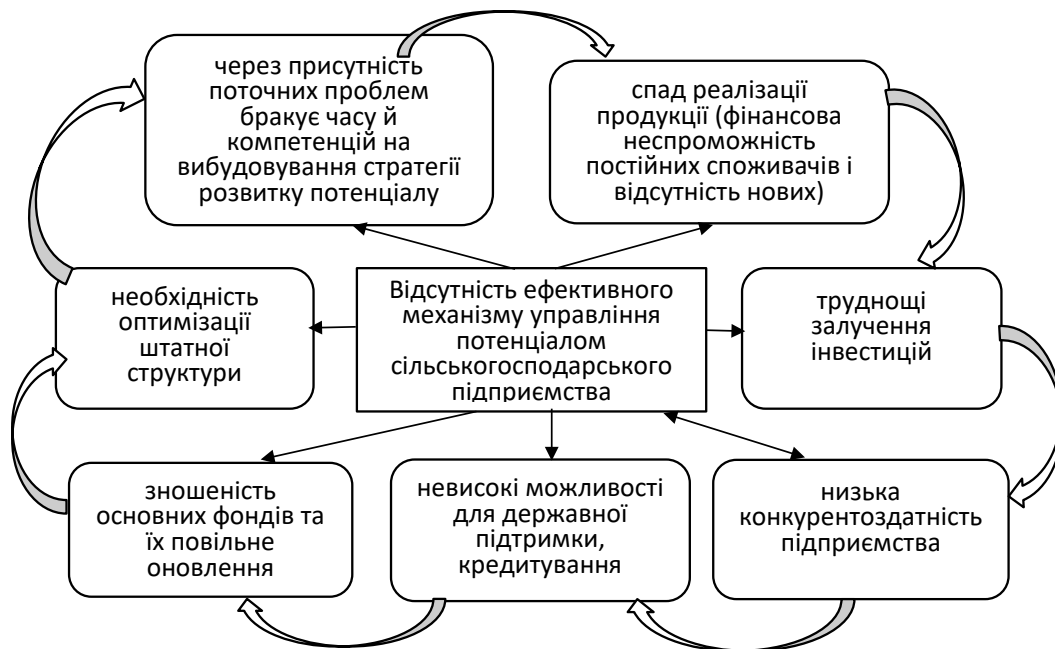 через присутність
поточних проблем
бракує часу й
компетенцій на
вибудовування стратегії
розвитку потенціалу
спад реалізації
продукції (фінансова
неспроможність
постійних споживачів і
відсутність нових)
необхідність
оптимізації
штатної
структури
Відсутність ефективного
механізму управління
потенціалом
сільськогосподарського
підприємства
труднощі
залучення
інвестицій
зношеність
основних фондів та
їх повільне
оновлення
невисокі можливості
для державної
підтримки,
кредитування
низька
конкурентоздатність
підприємства